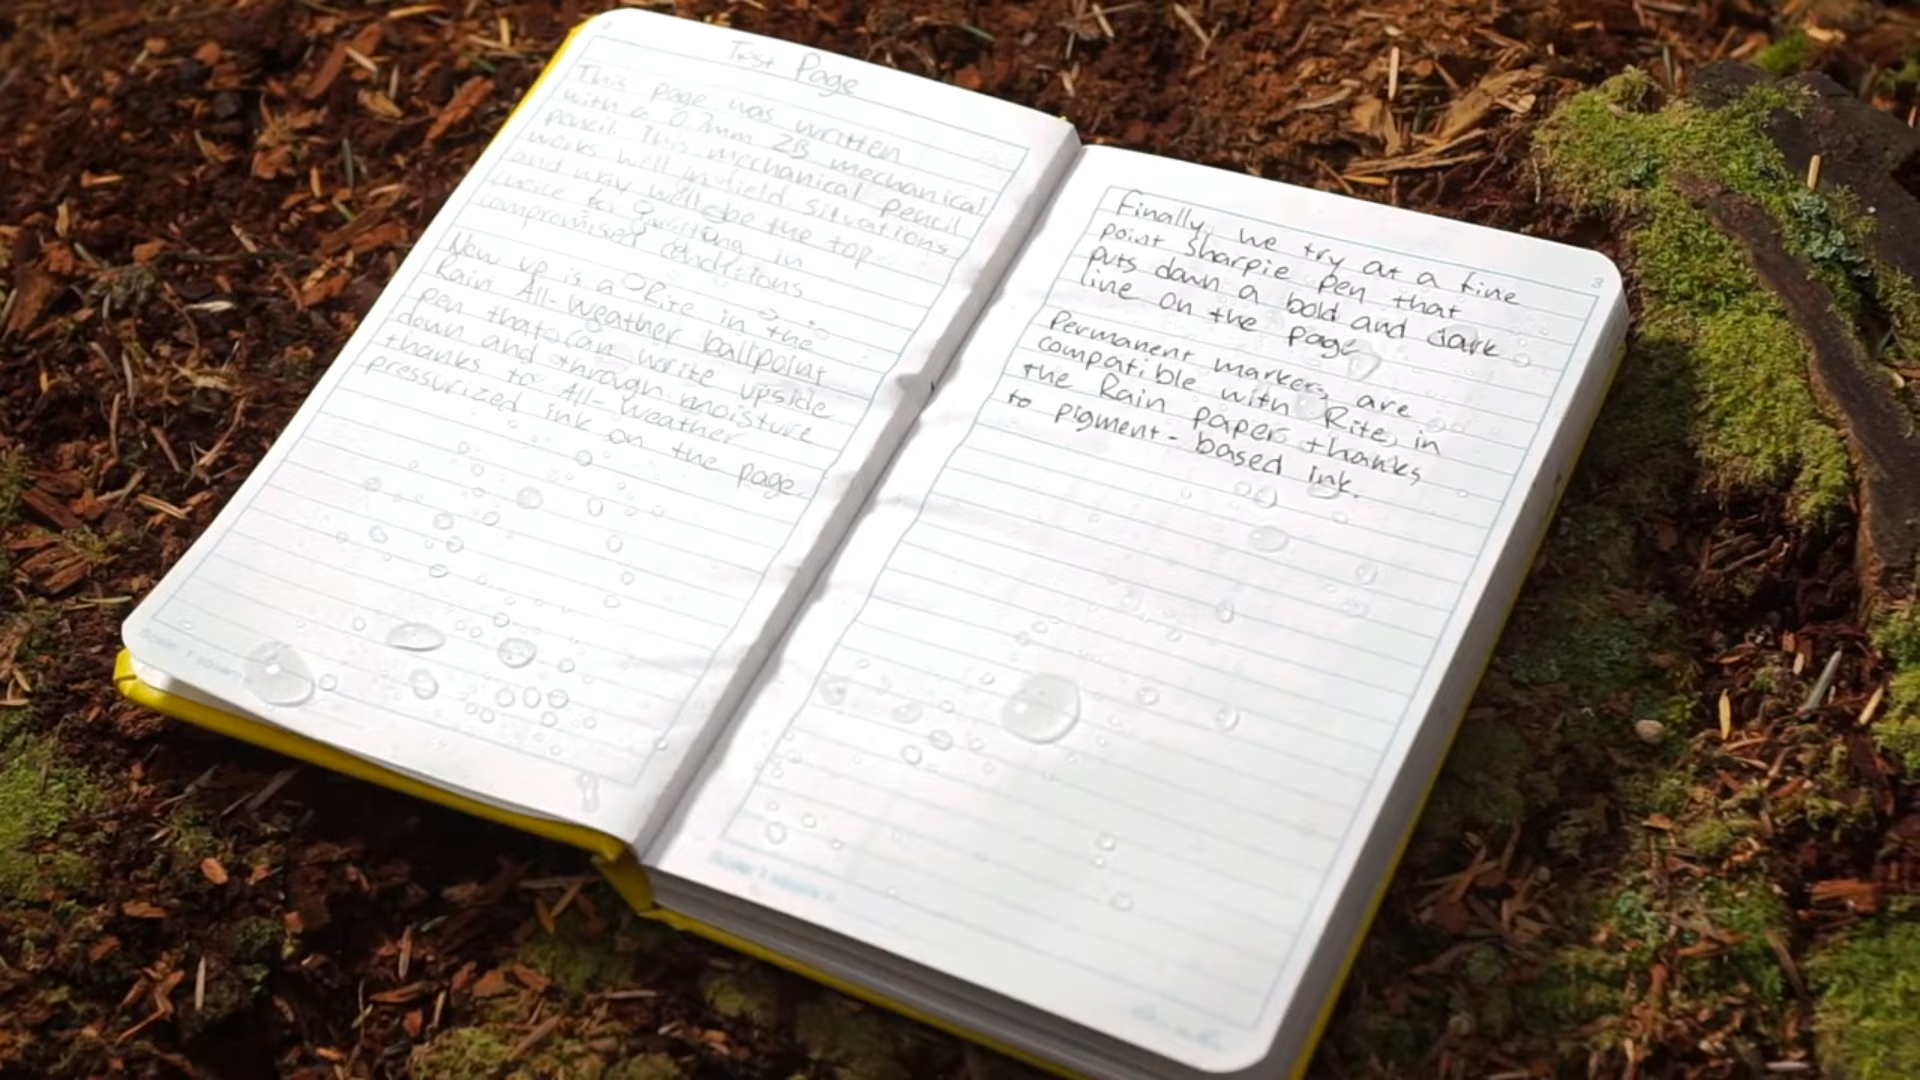 Test Page
This page was written
with a 0.7mm 2B mechanical
pencil. This mechanical pencil
works well in field situations
and way well be the top
choice for writing in
compromised conditions
Now up is a Rite in the
Rain All-Weather ballpoint
pen that can write upside
down and through moisture
thanks to All-Weather
pressurized ink on the page.
3
Finally, we try at a fine
point Sharpie Pen that
puts down a bold and dark
line on the page
Permanent markers are
compatible with Rite in
the Rain paper thanks
to pigment-based ink.